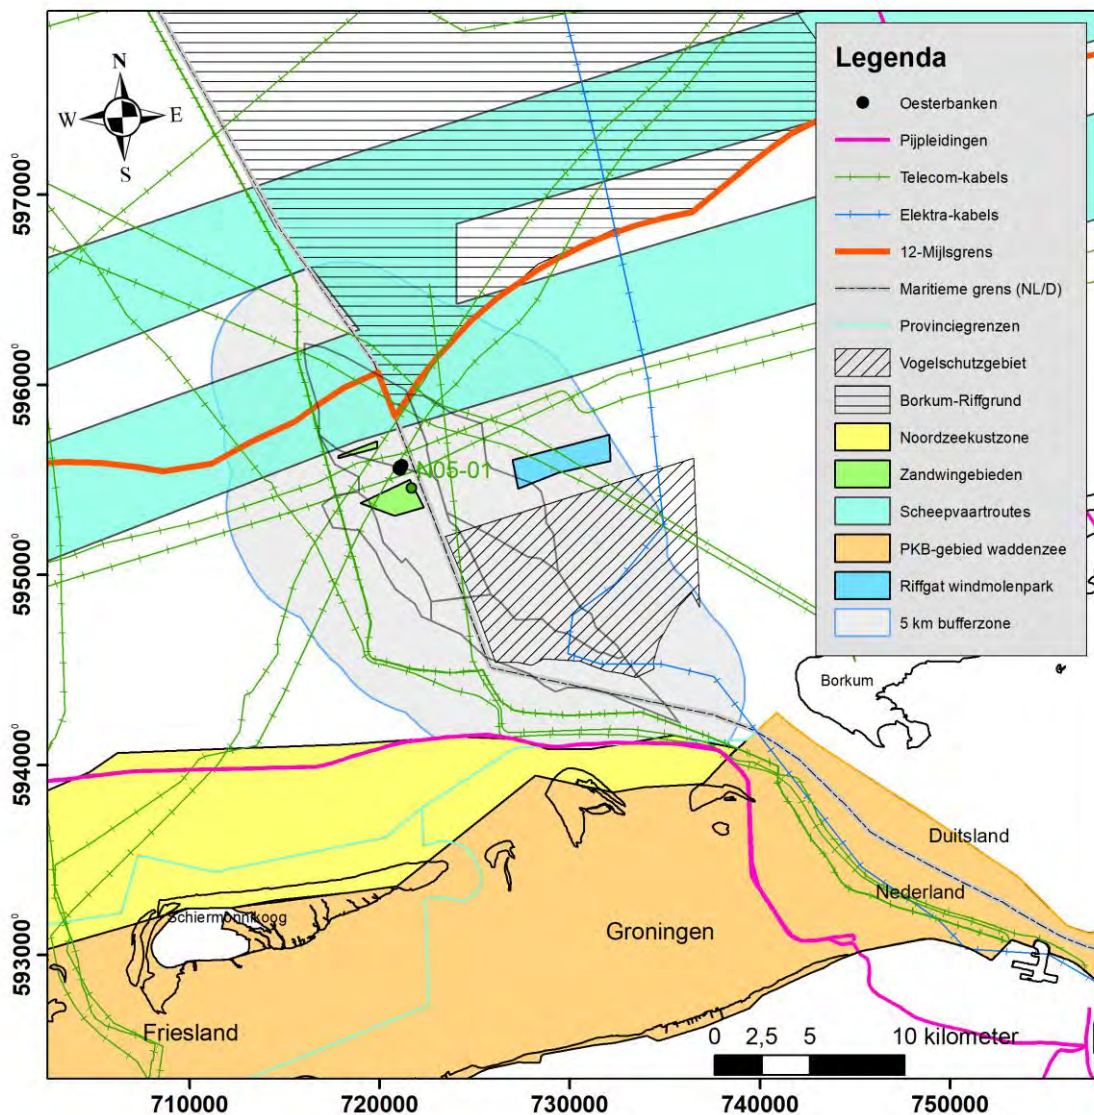 N
W E
S
Legenda
Oesterbanken
Pijpleidingen
Telecom-kabels
Elektra-kabels
12-Mijlsgrens
Maritieme grens (NL/D)
Provinciegrenzen
Vogelschutzgebiet
Borkum-Riffgrund
Noordzeekustzone
Zandwingebieden
Scheepvaartroutes
PKB-gebied waddenzee
Riffgat windmolenpark
5 km bufferzone
N05-01
Borkum
Duitsland
Nederland
Groningen
Schiermonnikoog
Friesland
0 2,5 5 10 kilometer
597000°
596000°
595000°
594000°
593000°
710000 720000 730000 740000 750000